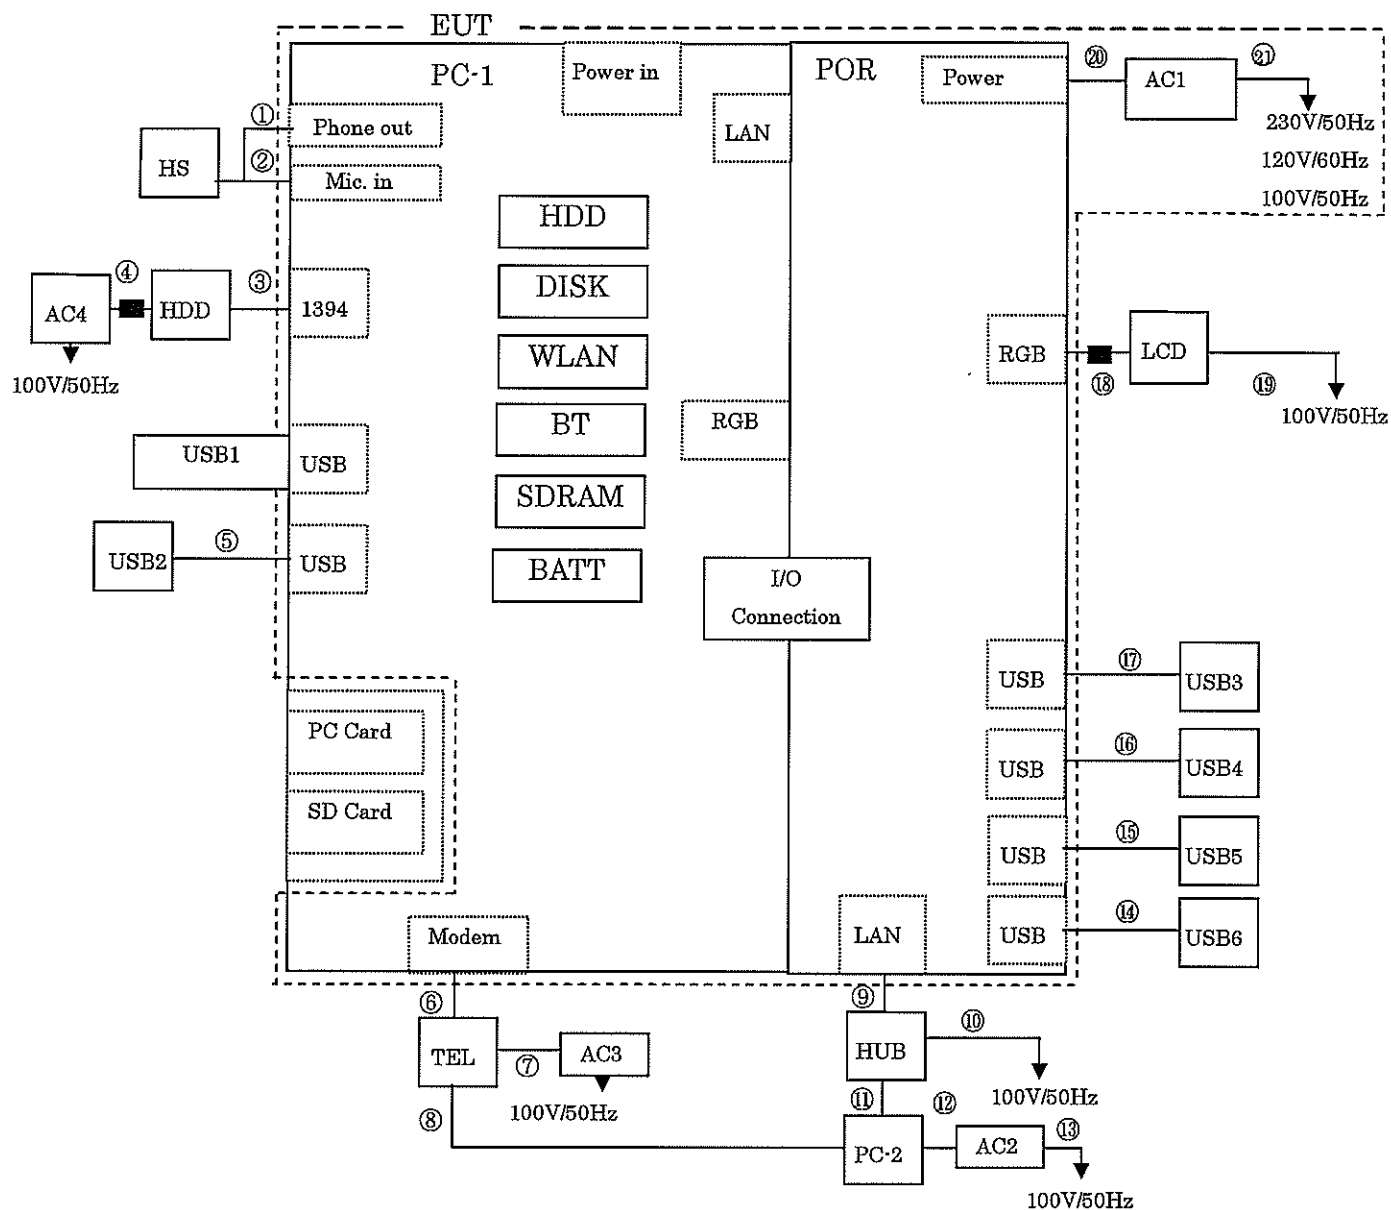 EUT
PC-1
Power in
POR
Power
⑳
AC1
㉑
230V/50Hz
120V/60Hz
100V/50Hz
LAN
①
Phone out
HS
②
Mic. in
HDD
DISK
WLAN
BT
SDRAM
BATT
④
③
AC4
HDD
1394
100V/50Hz
RGB
⑱
LCD
⑲
100V/50Hz
RGB
USB1
USB
USB2
⑤
USB
I/O
Connection
USB
⑰
USB3
USB
⑯
USB4
USB
⑮
USB5
USB
⑭
USB6
PC Card
SD Card
Modem
LAN
⑥
TEL
⑦
AC3
100V/50Hz
⑧
⑨
HUB
⑩
100V/50Hz
⑪
PC-2
⑫
AC2
⑬
100V/50Hz